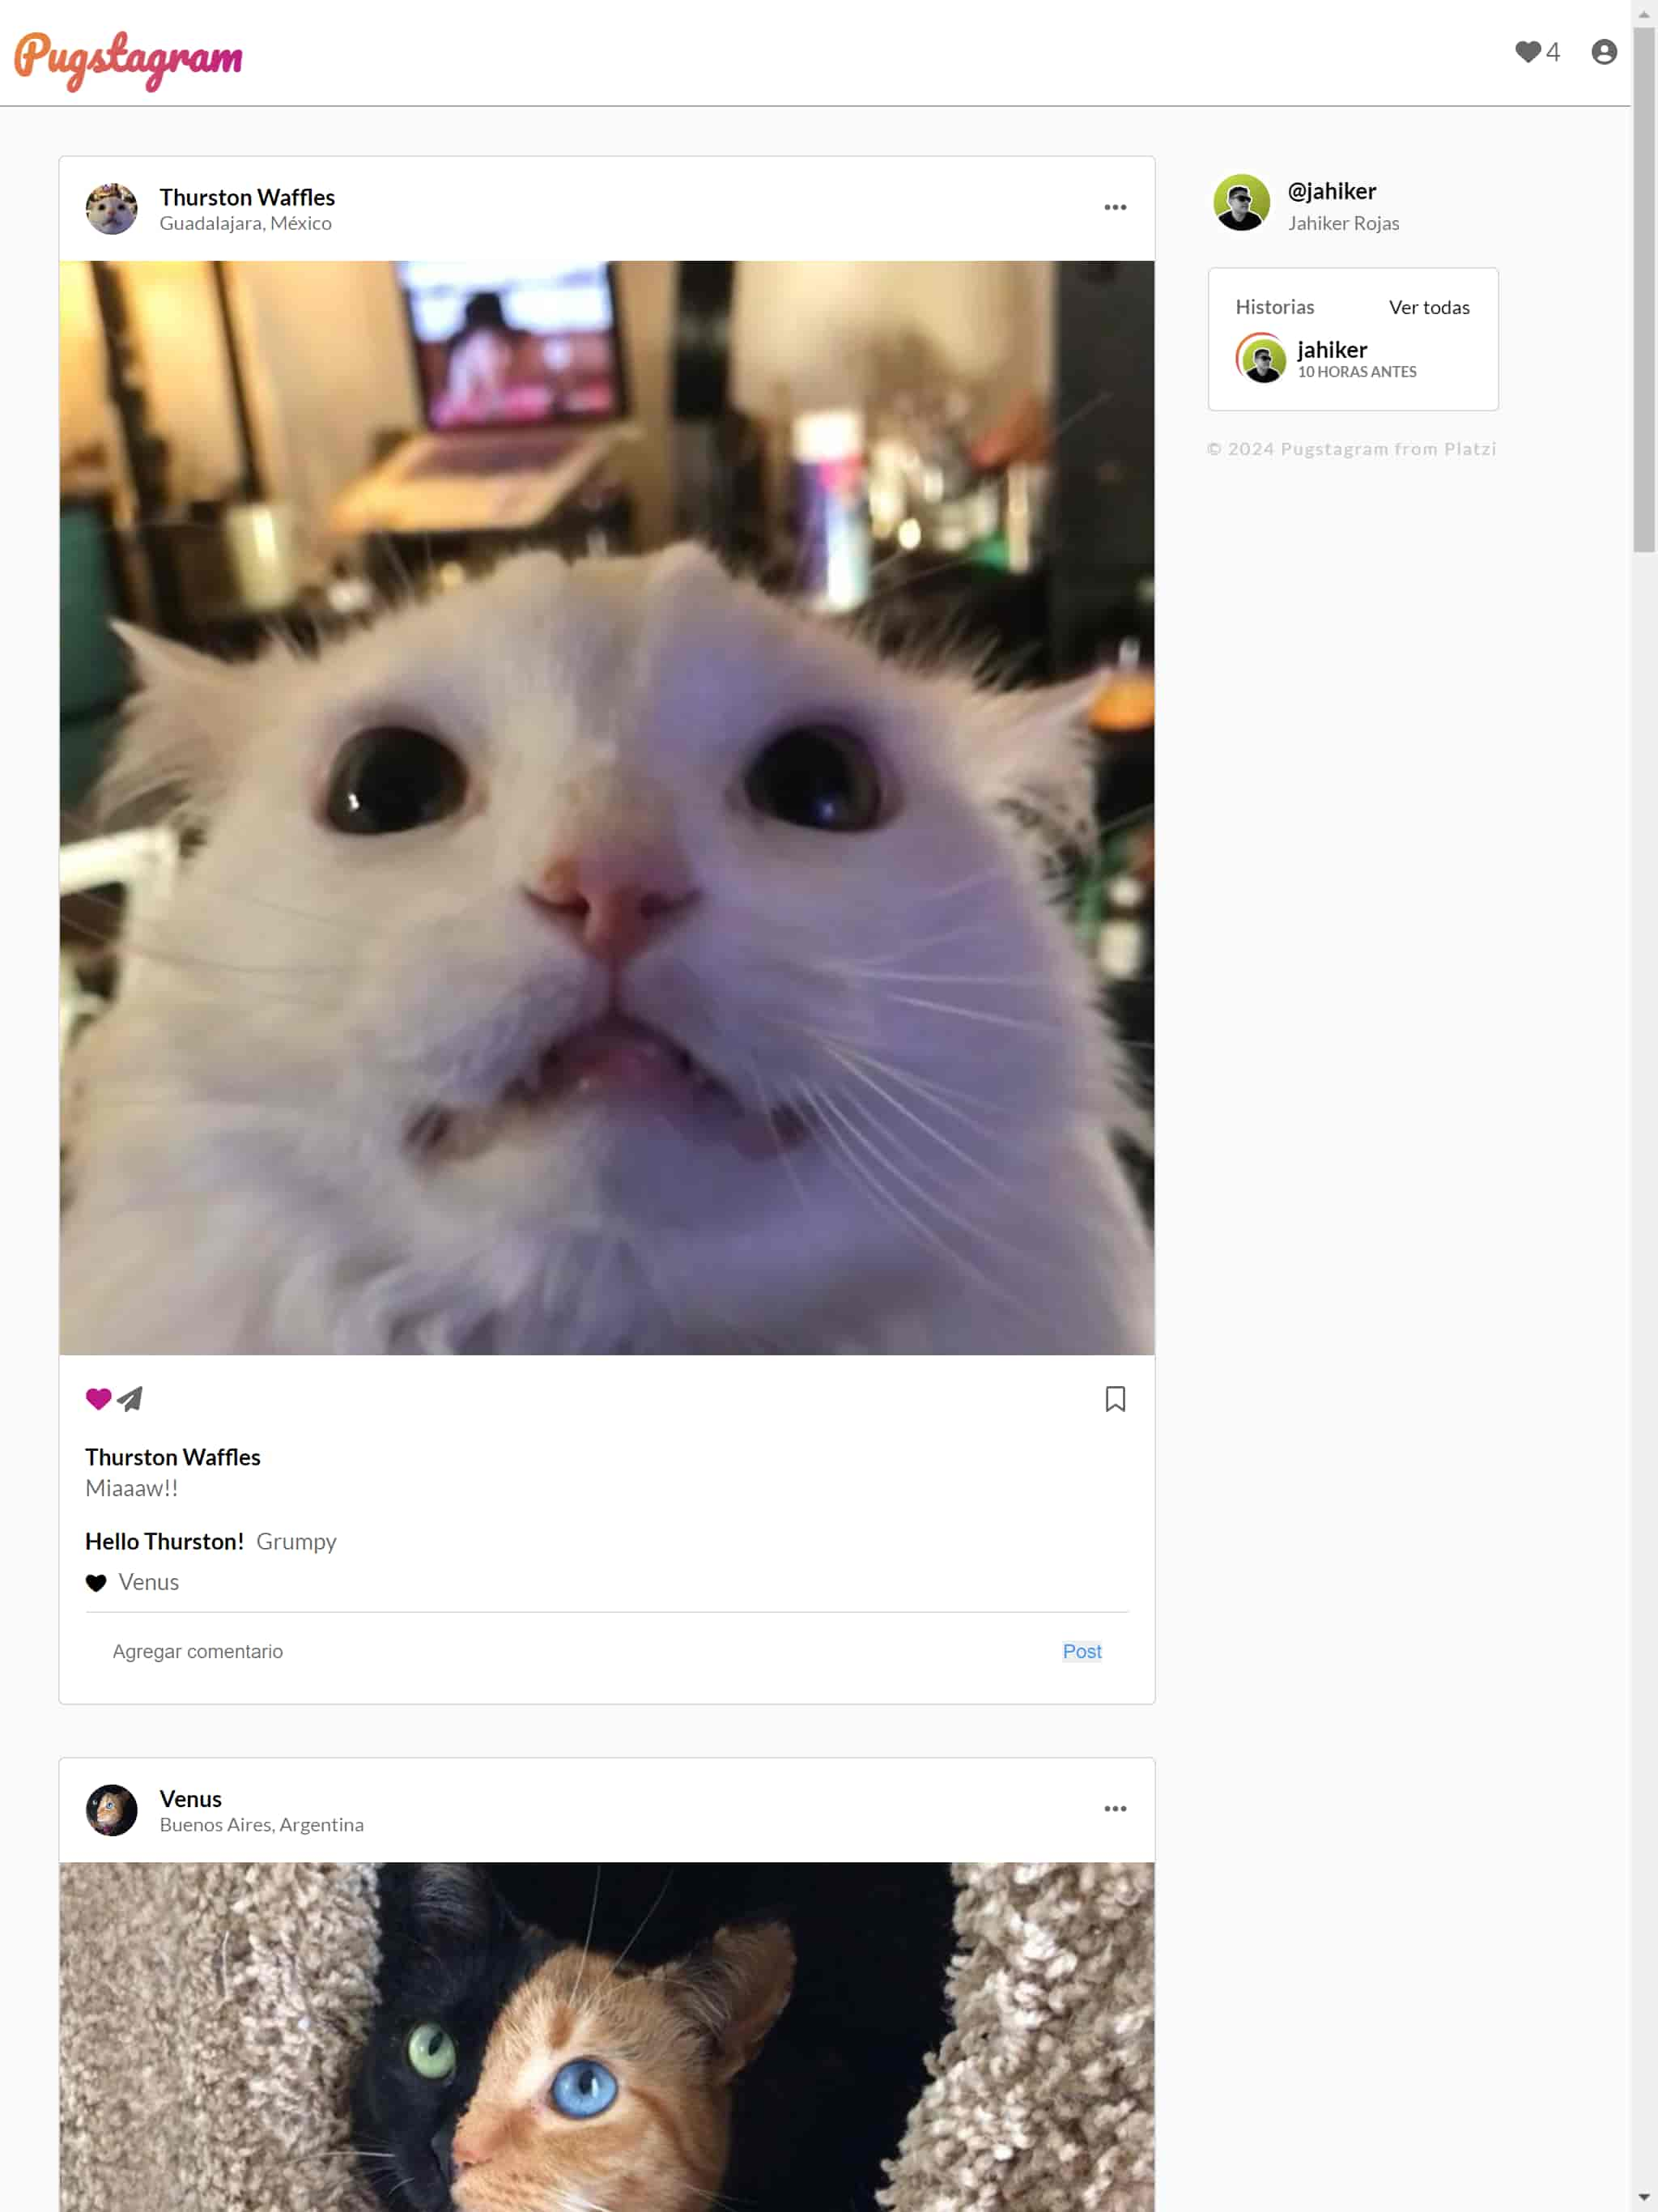 Pugstagram
4
Thurston Waffles
Guadalajara, México
@jahiker
Jahiker Rojas
Historias Ver todas
jahiker
10 HORAS ANTES
© 2024 Pugstagram from Platzi
Thurston Waffles
Miaaaw!!
Hello Thurston! Grumpy
Venus
Agregar comentario Post
Venus
Buenos Aires, Argentina